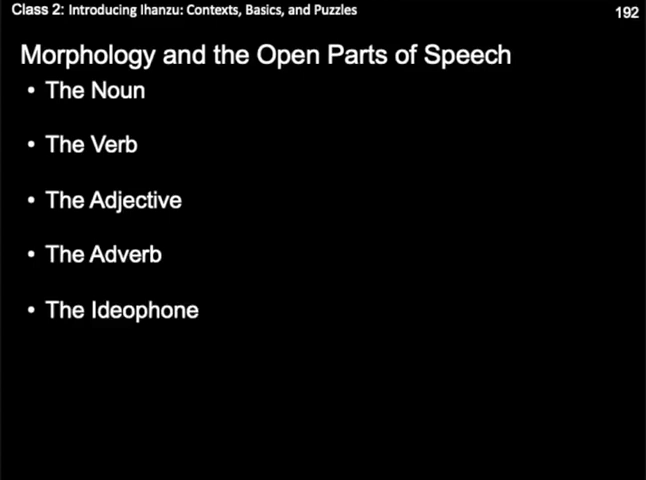 Class 2: Introducing Ihanzu: Contexts, Basics, and Puzzles
192
Morphology and the Open Parts of Speech
• The Noun
• The Verb
• The Adjective
• The Adverb
• The Ideophone